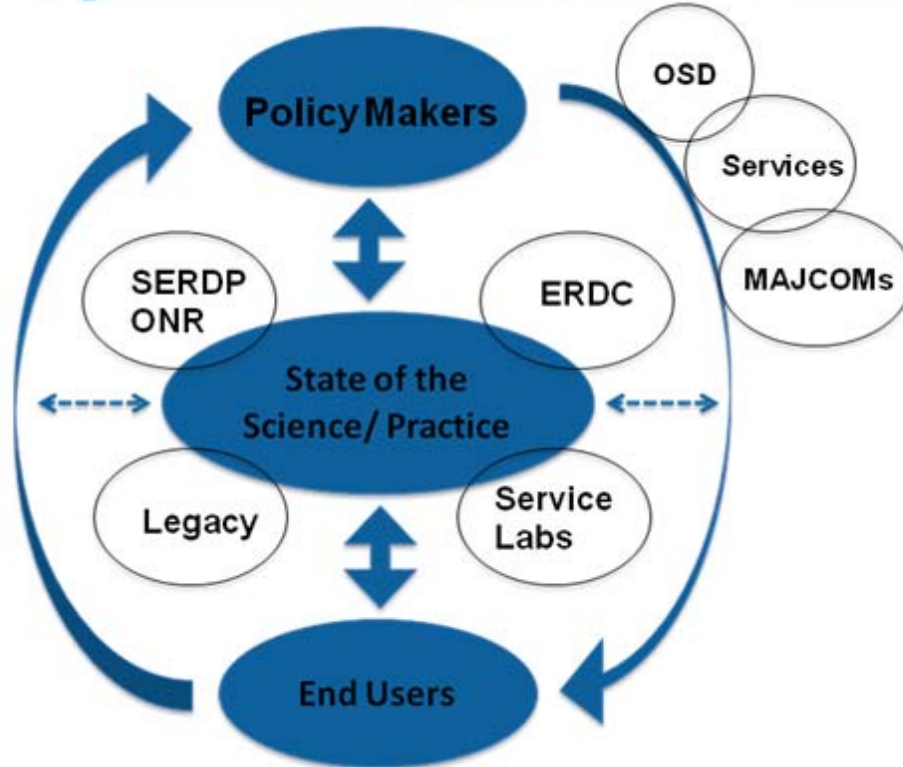 Policy Makers
OSD
Services
MAJCOMs
SERDP
ONR
ERDC
State of the
Science/ Practice
Legacy
Service
Labs
End Users